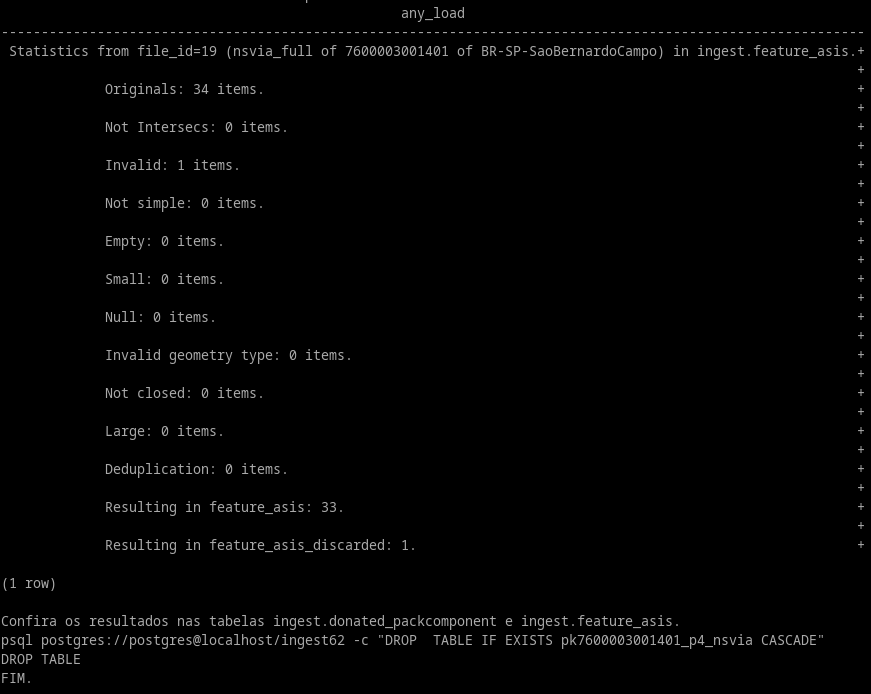 any_load
--------------------------------------------------------------------------------------------------------------
Statistics from file_id=19 (nsvia_full of 7600003001401 of BR-SP-SaoBernardoCampo) in ingest.feature_asis.+
+
Originals: 34 items. +
+
Not Intersecs: 0 items. +
+
Invalid: 1 items. +
+
Not simple: 0 items. +
+
Empty: 0 items. +
+
Small: 0 items. +
+
Null: 0 items. +
+
Invalid geometry type: 0 items. +
+
Not closed: 0 items. +
+
Large: 0 items. +
+
Deduplication: 0 items. +
+
Resulting in feature_asis: 33. +
+
Resulting in feature_asis_discarded: 1. +
(1 row)
Confira os resultados nas tabelas ingest.donated_packcomponent e ingest.feature_asis.
psql postgres://postgres@localhost/ingest62 -c "DROP  TABLE IF EXISTS pk7600003001401_p4_nsvia CASCADE"
DROP TABLE
FIM.